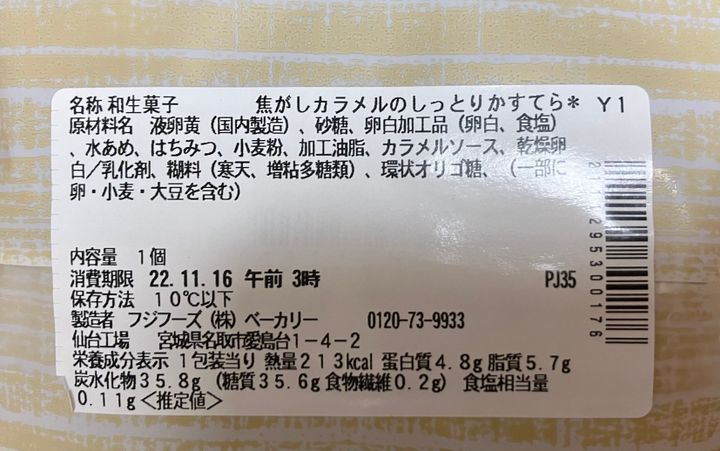 名称 和生菓子 焦がしカラメルのしっとりかすてら* Y1
原材料名 液卵黄(国内製造)、砂糖、卵白加工品(卵白、食塩)
、水あめ、はちみつ、小麦粉、加工油脂、カラメルソース、乾燥卵
白/乳化剤、糊料(寒天、増粘多糖類)、環状オリゴ糖、(一部に
卵・小麦・大豆を含む)
内容量 1個
消費期限 22.11.16 午前 3時 PJ35
保存方法 10℃以下
製造者 フジフーズ(株) ベーカリー 0120-73-9933
仙台工場 宮城県名取市愛島台1-4-2
栄養成分表示 1包装当り 熱量213kcal 蛋白質4.8g 脂質5.7g
炭水化物35.8g (糖質35.6g 食物繊維0.2g) 食塩相当量
0.11g<推定値>